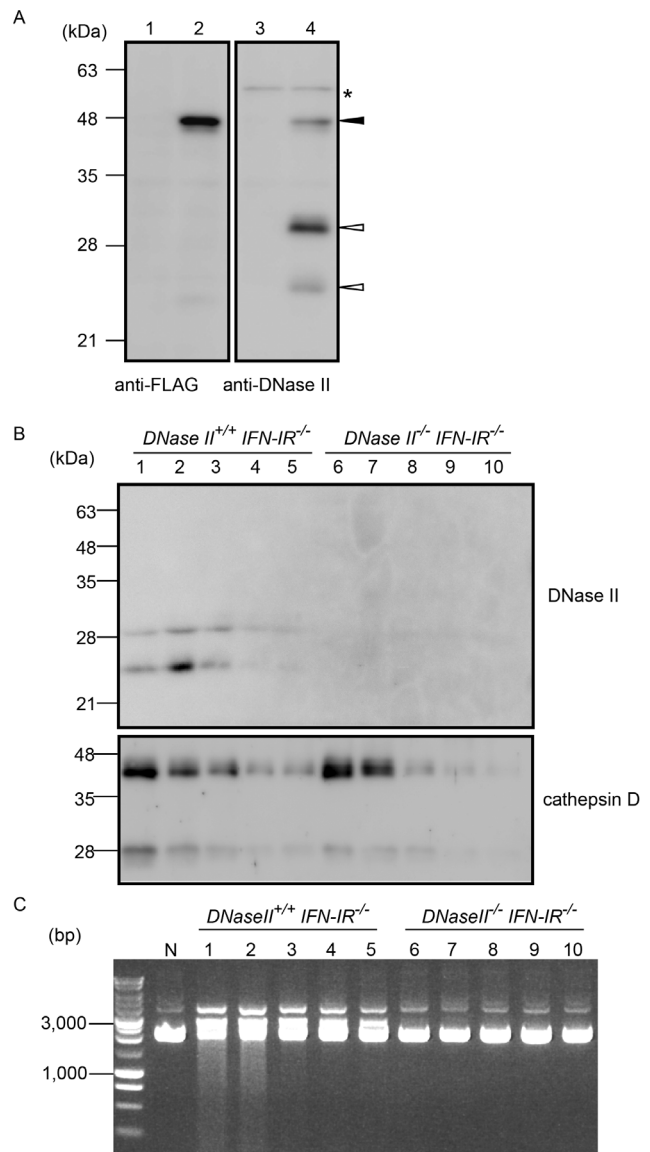 A
(kDa) 1 2 3 4
63
*
48
35
28
21
anti-FLAG anti-DNase II
B
DNase II+/+ IFN-IR-/- DNase II-/- IFN-IR-/-
(kDa) 1 2 3 4 5 6 7 8 9 10
63
48
35
DNase II
28
21
48
35
cathepsin D
28
C
DNaseII+/+ IFN-IR-/- DNaseII-/- IFN-IR-/-
(bp) N 1 2 3 4 5 6 7 8 9 10
3,000
1,000